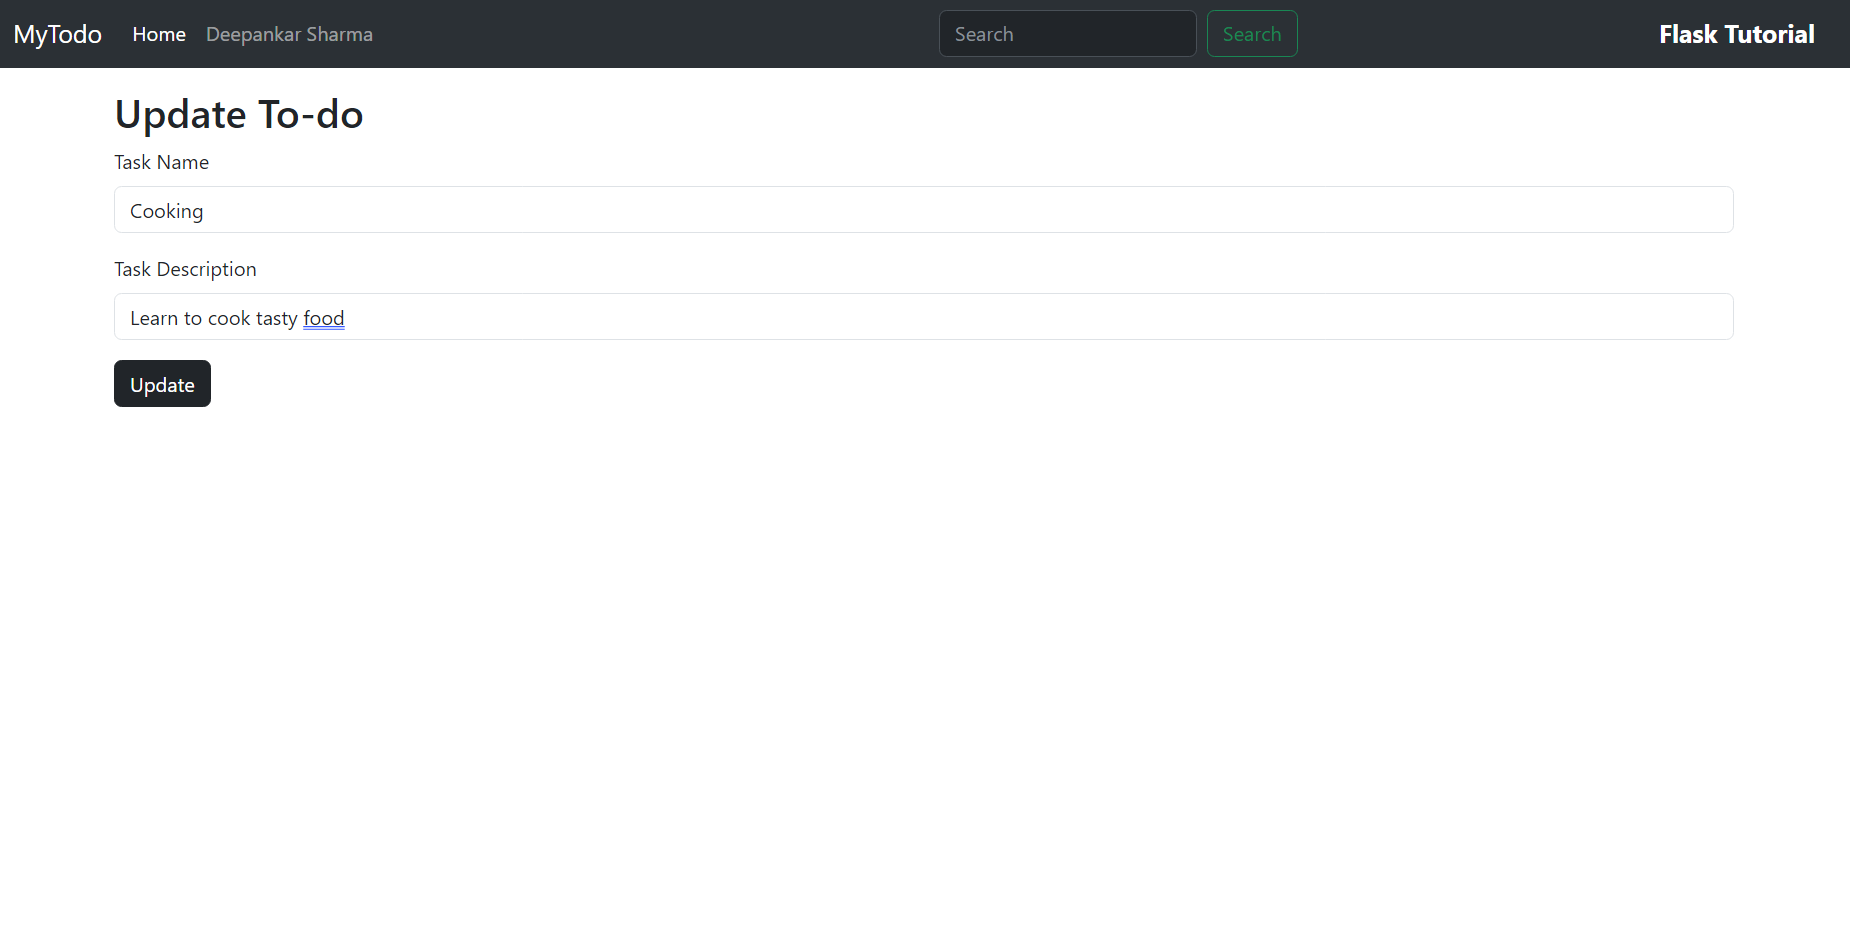 MyTodo Home Deepankar Sharma Search Search Flask Tutorial
Update To-do
Task Name
Cooking
Task Description
Learn to cook tasty food
Update